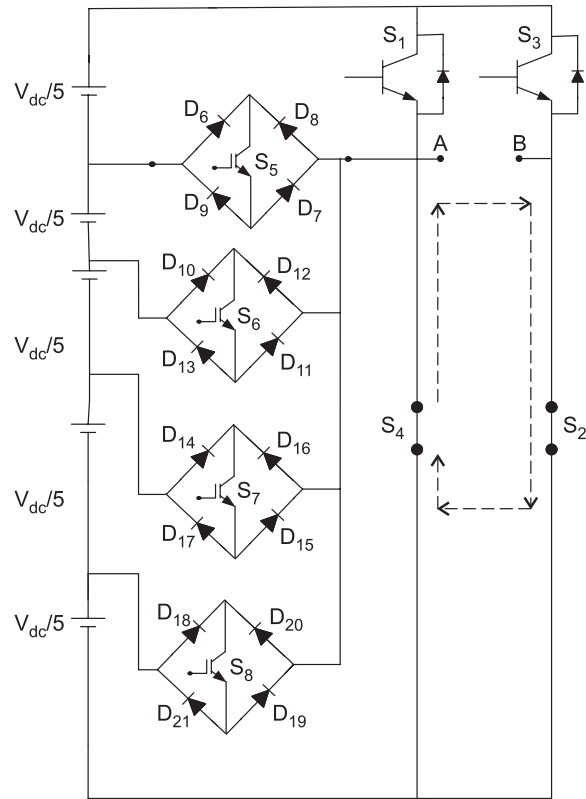 S1
S3
Vdc/5
D6
D8
S5
A
B
D9
D7
Vdc/5
D10
D12
S6
Vdc/5
D13
D11
S4
S2
D14
D16
S7
Vdc/5
D17
D15
Vdc/5
D18
D20
S8
D21
D19